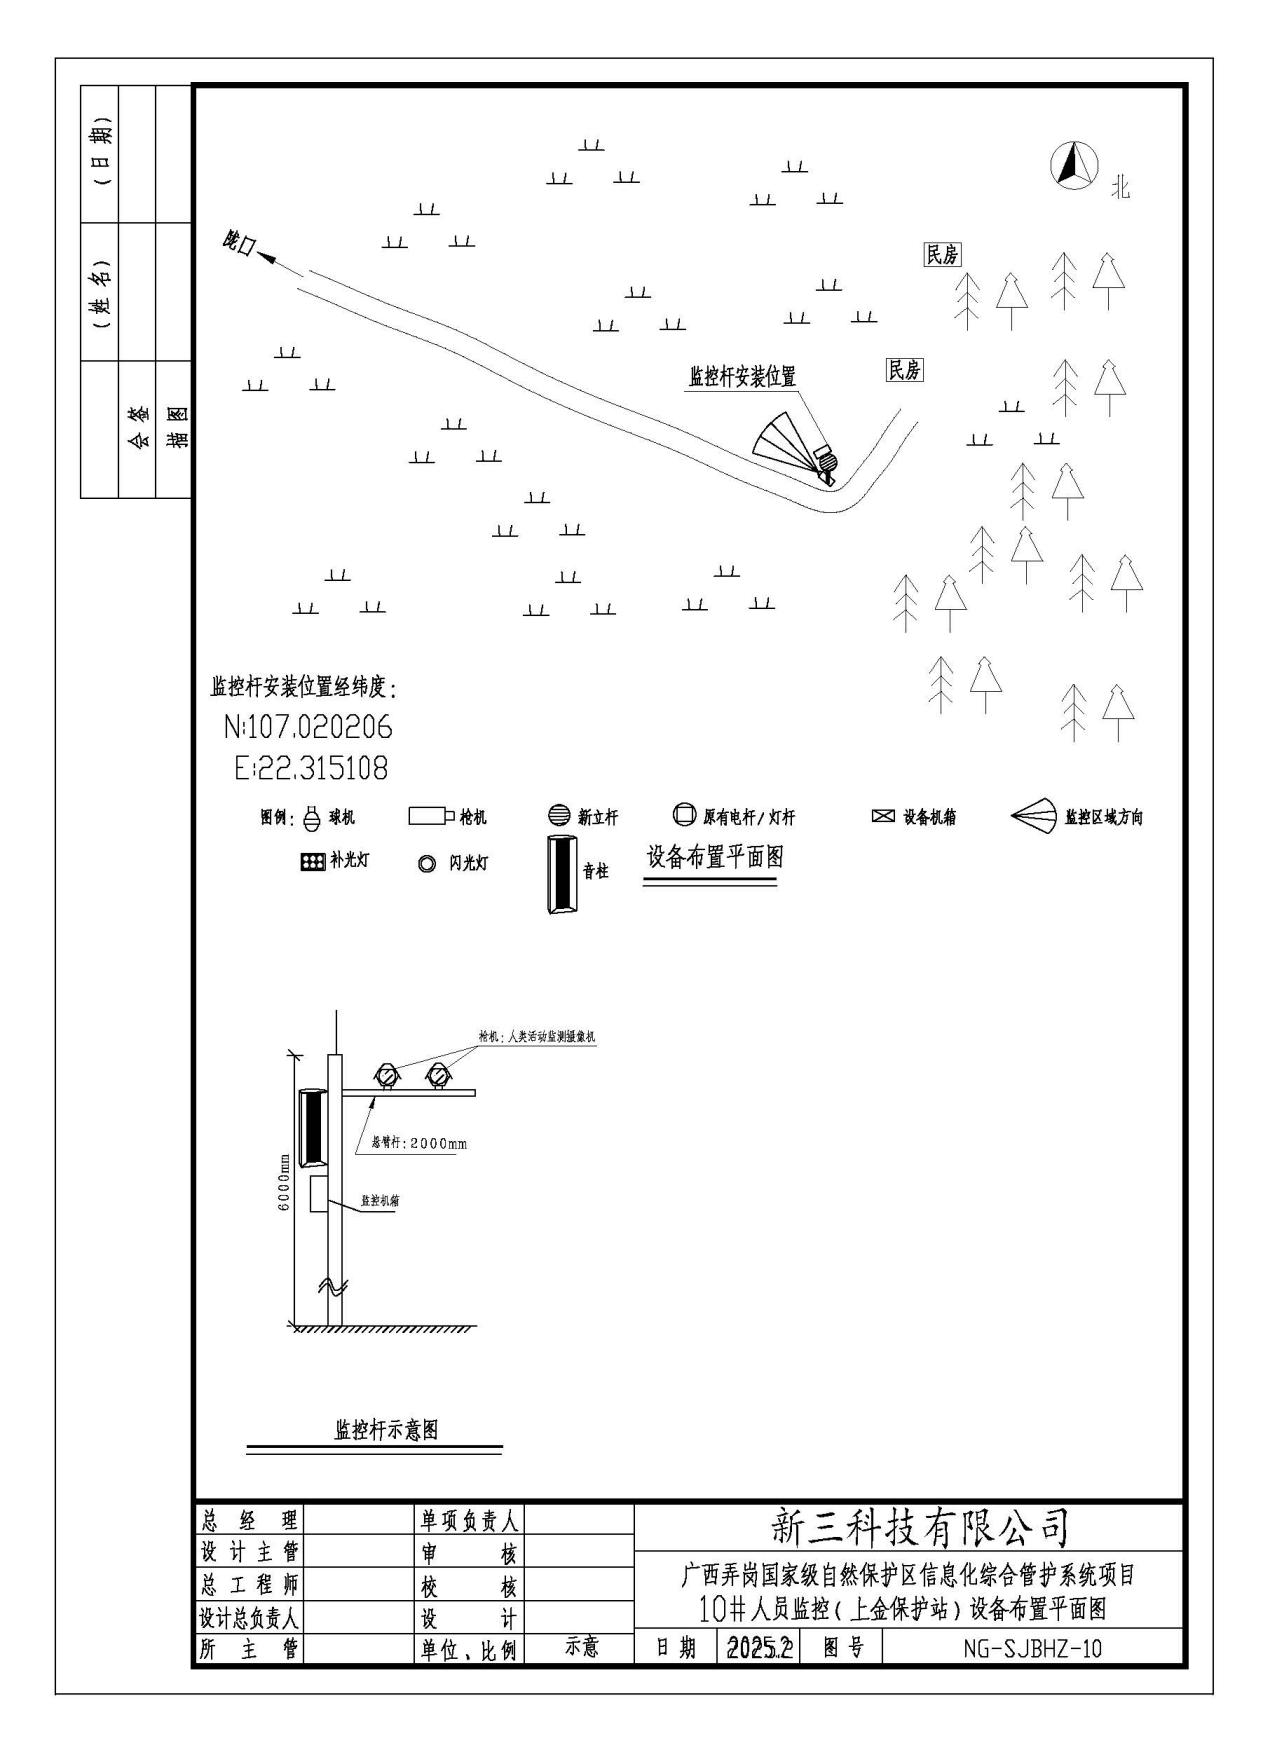 (日 期)
(姓 名)
会 签
描 图
北
陇口
民房
民房
监控杆安装位置
监控杆安装位置经纬度:
N:107.020206
E:22.315108
图例: 球机 枪机 新立杆 原有电杆/灯杆 设备机箱 监控区域方向
补光灯 闪光灯 音柱
设备布置平面图
枪机:人类活动监测摄像机
悬臂杆:2000mm
6000mm
监控机箱
监控杆示意图
总 经 理 单项负责人
设 计 主 管 审 核
总 工 程 师 校 核
设计总负责人 设 计
所 主 管 单位、比例 示意
新三科技有限公司
广西弄岗国家级自然保护区信息化综合管护系统项目
10#人员监控(上金保护站)设备布置平面图
日 期 2025.2 图 号 NG-SJBHZ-10